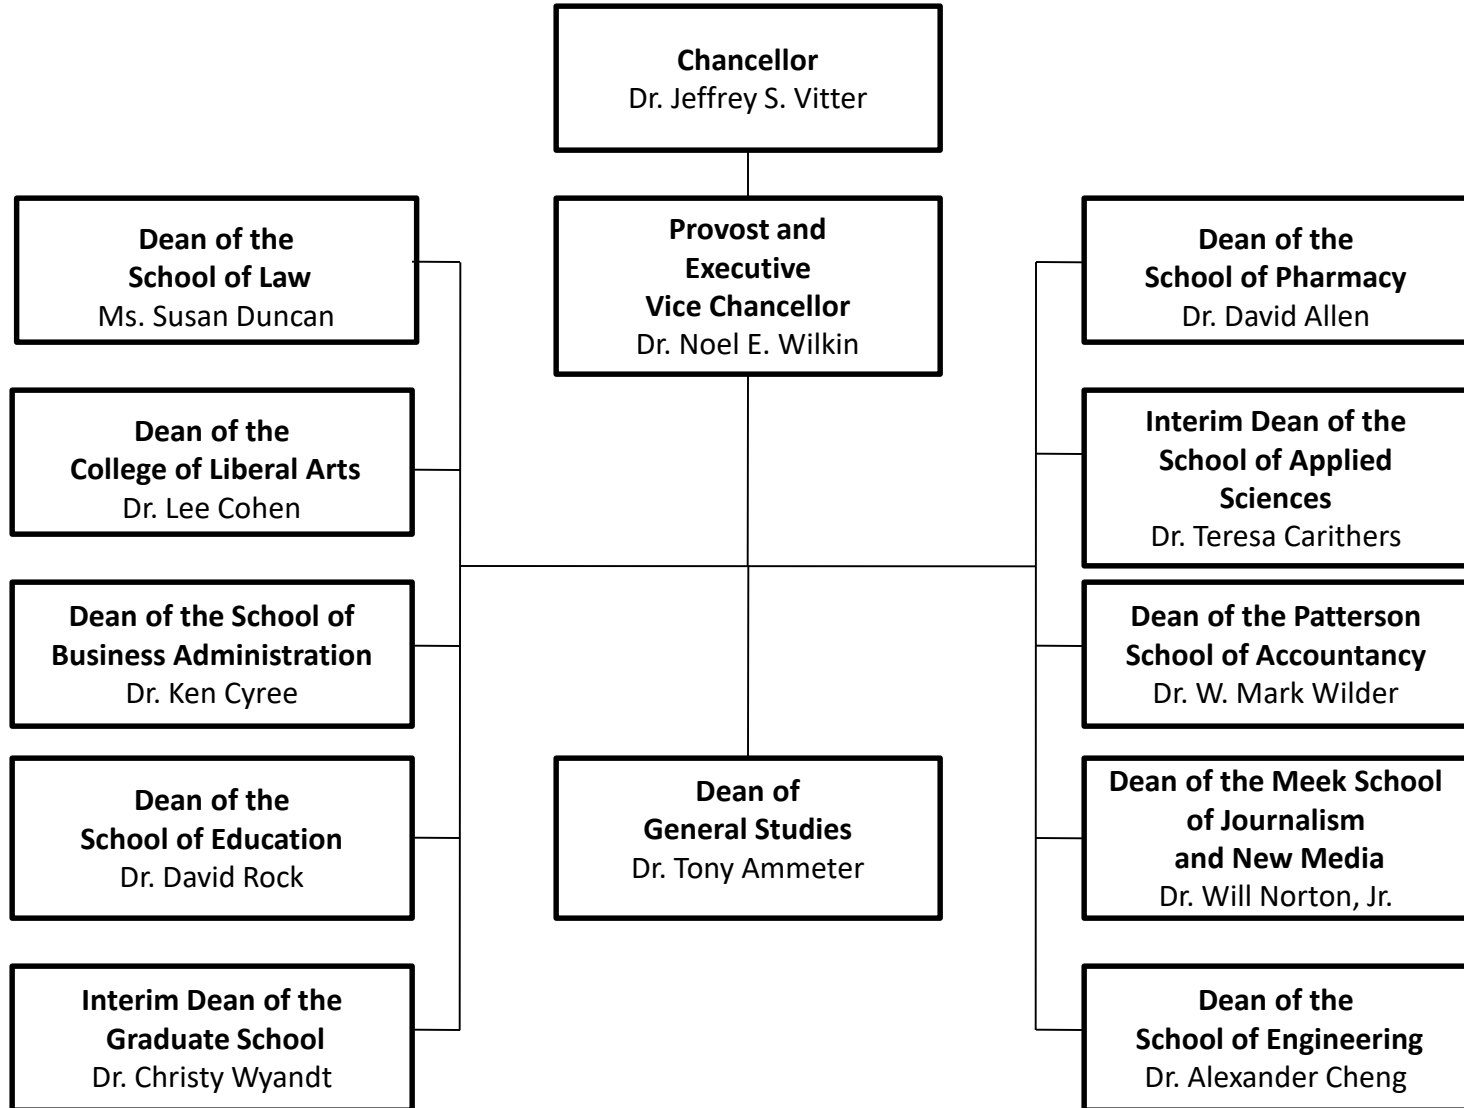 Chancellor
Dr. Jeffrey S. Vitter
Provost and
Executive
Vice Chancellor
Dr. Noel E. Wilkin
Dean of the
School of Law
Ms. Susan Duncan
Dean of the
College of Liberal Arts
Dr. Lee Cohen
Dean of the School of
Business Administration
Dr. Ken Cyree
Dean of the
School of Education
Dr. David Rock
Interim Dean of the
Graduate School
Dr. Christy Wyandt
Dean of
General Studies
Dr. Tony Ammeter
Dean of the
School of Pharmacy
Dr. David Allen
Interim Dean of the
School of Applied
Sciences
Dr. Teresa Carithers
Dean of the Patterson
School of Accountancy
Dr. W. Mark Wilder
Dean of the Meek School
of Journalism
and New Media
Dr. Will Norton, Jr.
Dean of the
School of Engineering
Dr. Alexander Cheng